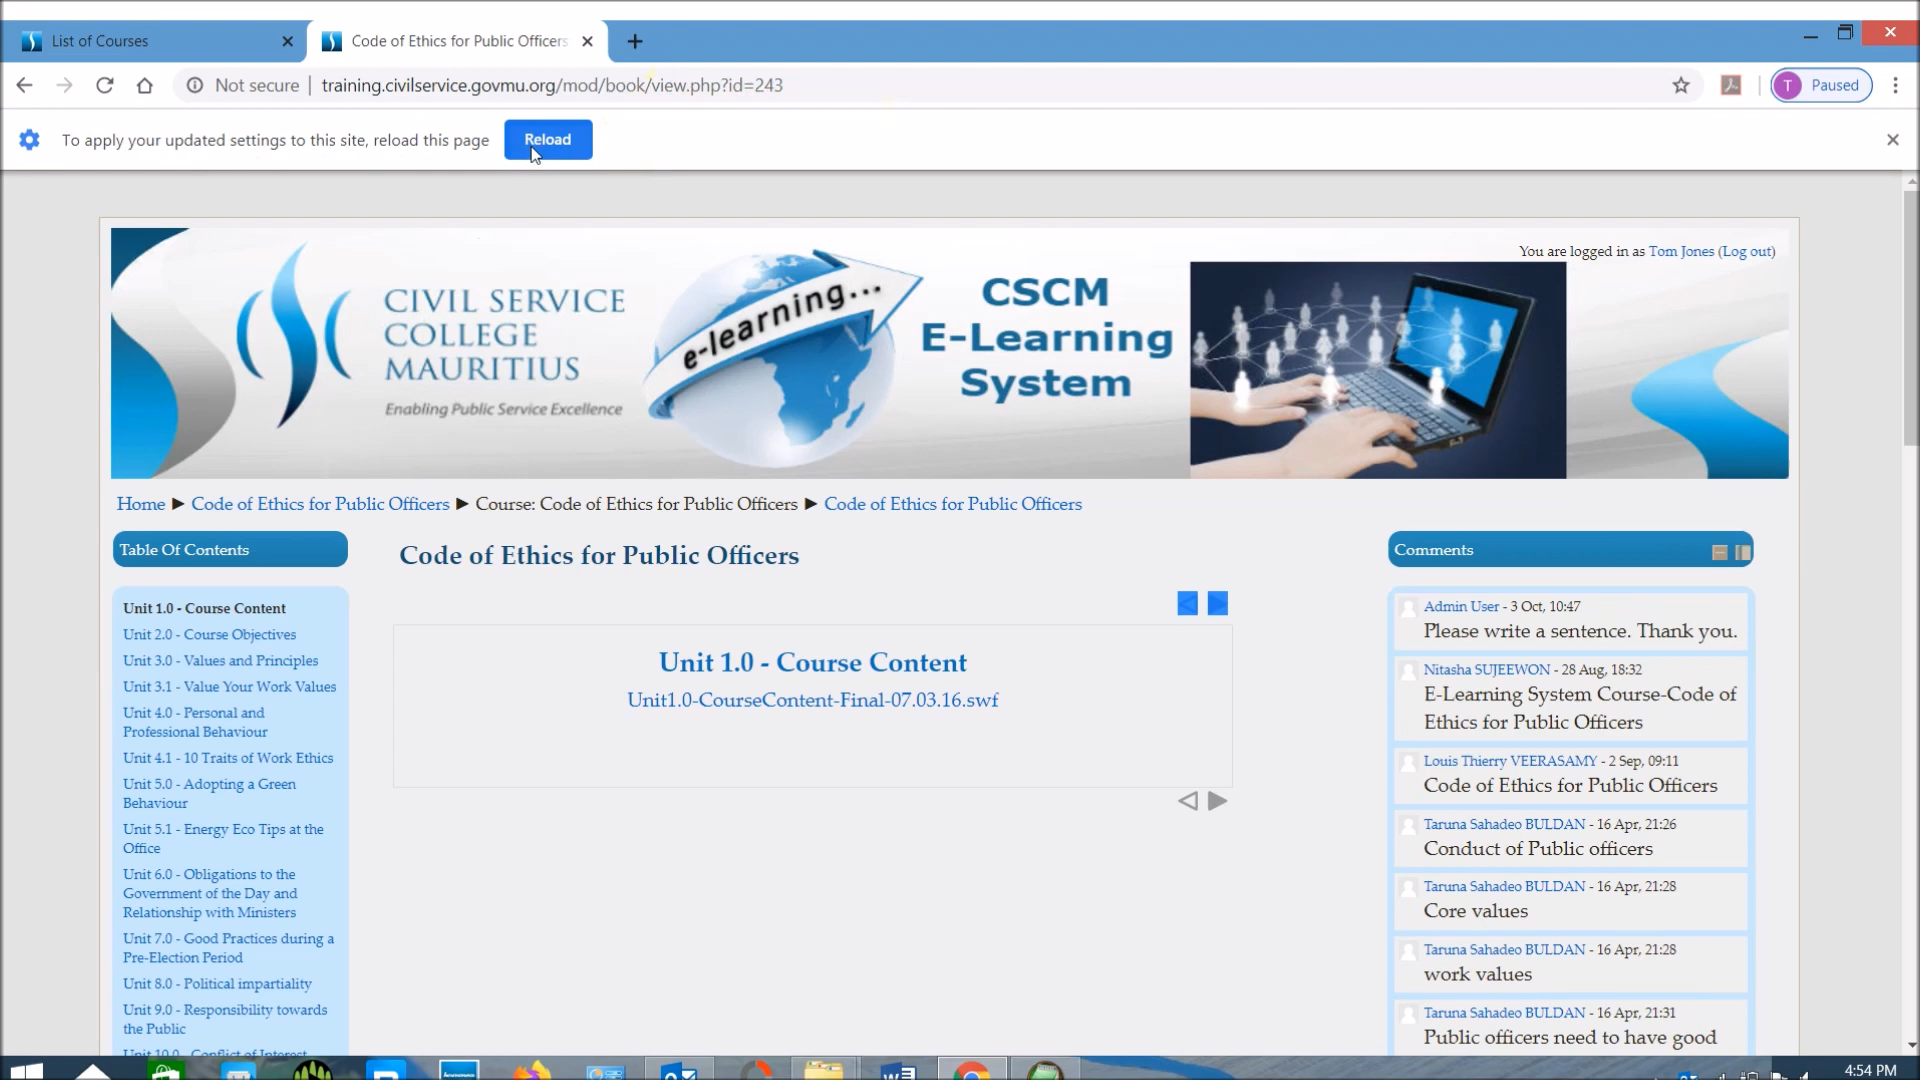 List of Courses
Code of Ethics for Public Officers
Not secure
training.civilservice.govmu.org/mod/book/view.php?id=243
T
Paused
To apply your updated settings to this site, reload this page
Reload
You are logged in as Tom Jones (Log out)
CIVIL SERVICE
COLLEGE
MAURITIUS
Enabling Public Service Excellence
e-learning...
CSCM
E-Learning
System
Home ► Code of Ethics for Public Officers ► Course: Code of Ethics for Public Officers ► Code of Ethics for Public Officers
Table Of Contents
Unit 1.0 - Course Content
Unit 2.0 - Course Objectives
Unit 3.0 - Values and Principles
Unit 3.1 - Value Your Work Values
Unit 4.0 - Personal and
Professional Behaviour
Unit 4.1 - 10 Traits of Work Ethics
Unit 5.0 - Adopting a Green
Behaviour
Unit 5.1 - Energy Eco Tips at the
Office
Unit 6.0 - Obligations to the
Government of the Day and
Relationship with Ministers
Unit 7.0 - Good Practices during a
Pre-Election Period
Unit 8.0 - Political impartiality
Unit 9.0 - Responsibility towards
the Public
Unit 10.0 - Conflict of Interest
Code of Ethics for Public Officers
Unit 1.0 - Course Content
Unit1.0-CourseContent-Final-07.03.16.swf
Comments
Admin User - 3 Oct, 10:47
Please write a sentence. Thank you.
Nitasha SUJEEWON - 28 Aug, 18:32
E-Learning System Course-Code of
Ethics for Public Officers
Louis Thierry VEERASAMY - 2 Sep, 09:11
Code of Ethics for Public Officers
Taruna Sahadeo BULDAN - 16 Apr, 21:26
Conduct of Public officers
Taruna Sahadeo BULDAN - 16 Apr, 21:28
Core values
Taruna Sahadeo BULDAN - 16 Apr, 21:28
work values
Taruna Sahadeo BULDAN - 16 Apr, 21:31
Public officers need to have good
4:54 PM